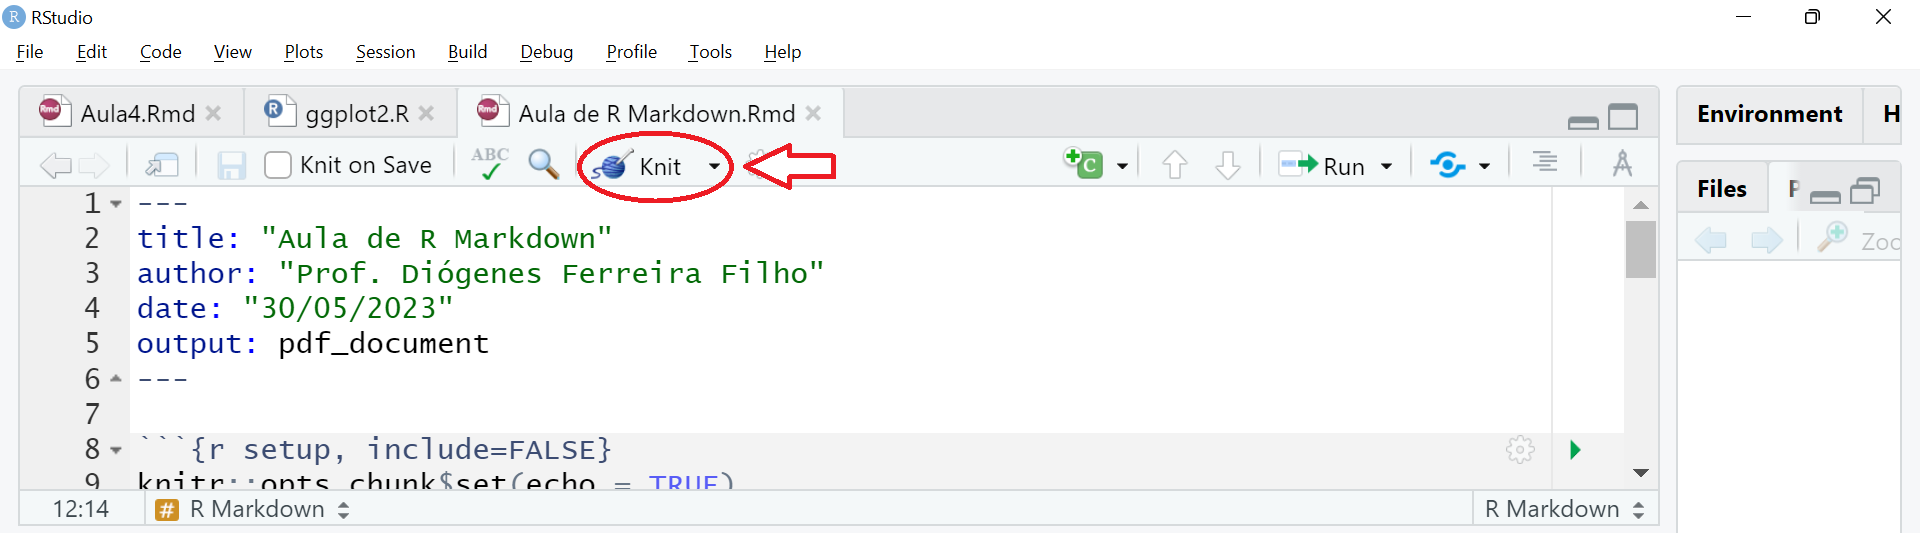 RStudio
File Edit Code View Plots Session Build Debug Profile Tools Help
Aula4.Rmd ggplot2.R Aula de R Markdown.Rmd
Environment H
Knit on Save ABC Knit Run
Files P
1 ---
2 title: "Aula de R Markdown"
3 author: "Prof. Diógenes Ferreira Filho"
4 date: "30/05/2023"
5 output: pdf_document
6 ---
7
8 ```{r setup, include=FALSE}
9 knitr::opts_chunk$set(echo = TRUE)
12:14 # R Markdown R Markdown